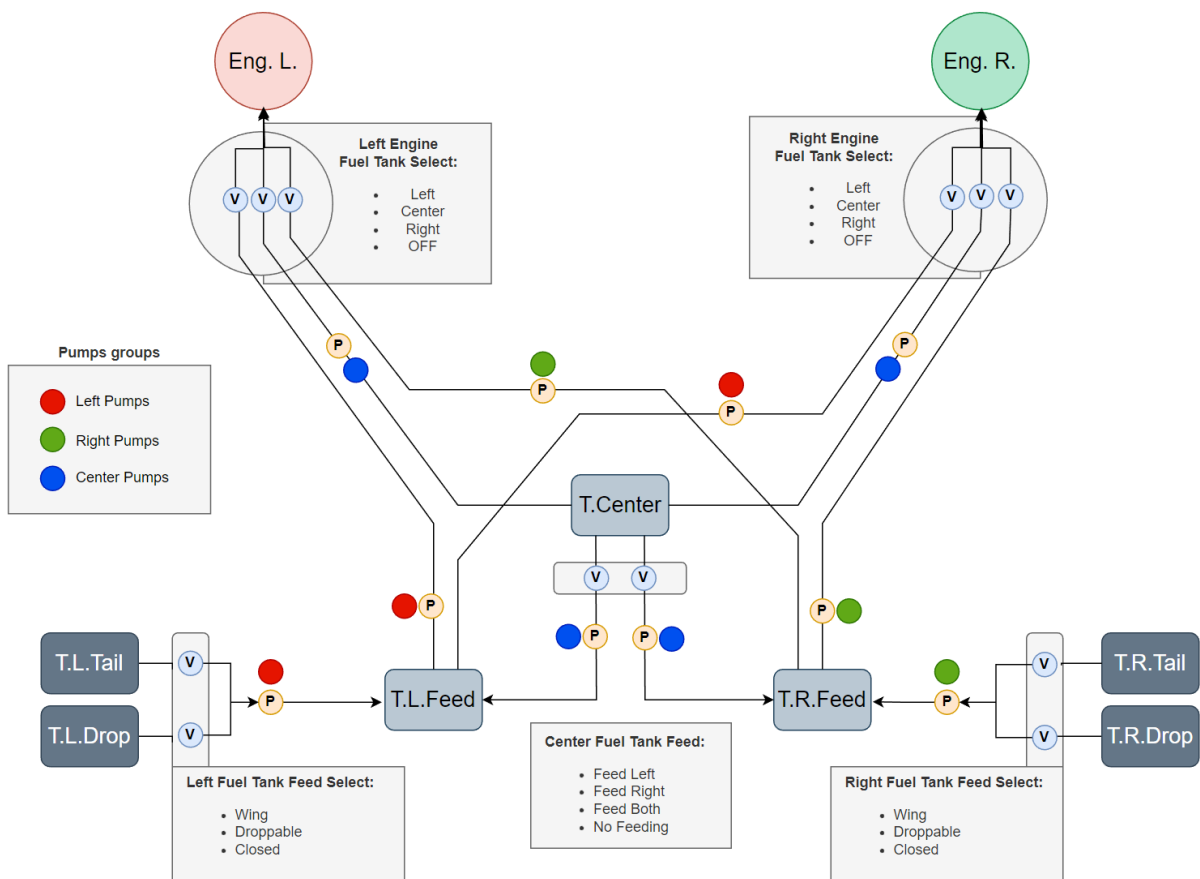 Eng. L.
Eng. R.
Left Engine
Fuel Tank Select:
Left
Center
Right
OFF
Right Engine
Fuel Tank Select:
Left
Center
Right
OFF
V
V
V
V
V
V
P
P
Pumps groups
Left Pumps
Right Pumps
Center Pumps
P
P
T.Center
V
V
P
P
P
P
T.L.Tail
T.L.Drop
V
V
P
T.L.Feed
T.R.Feed
P
V
V
T.R.Tail
T.R.Drop
Left Fuel Tank Feed Select:
Wing
Droppable
Closed
Center Fuel Tank Feed:
Feed Left
Feed Right
Feed Both
No Feeding
Right Fuel Tank Feed Select:
Wing
Droppable
Closed